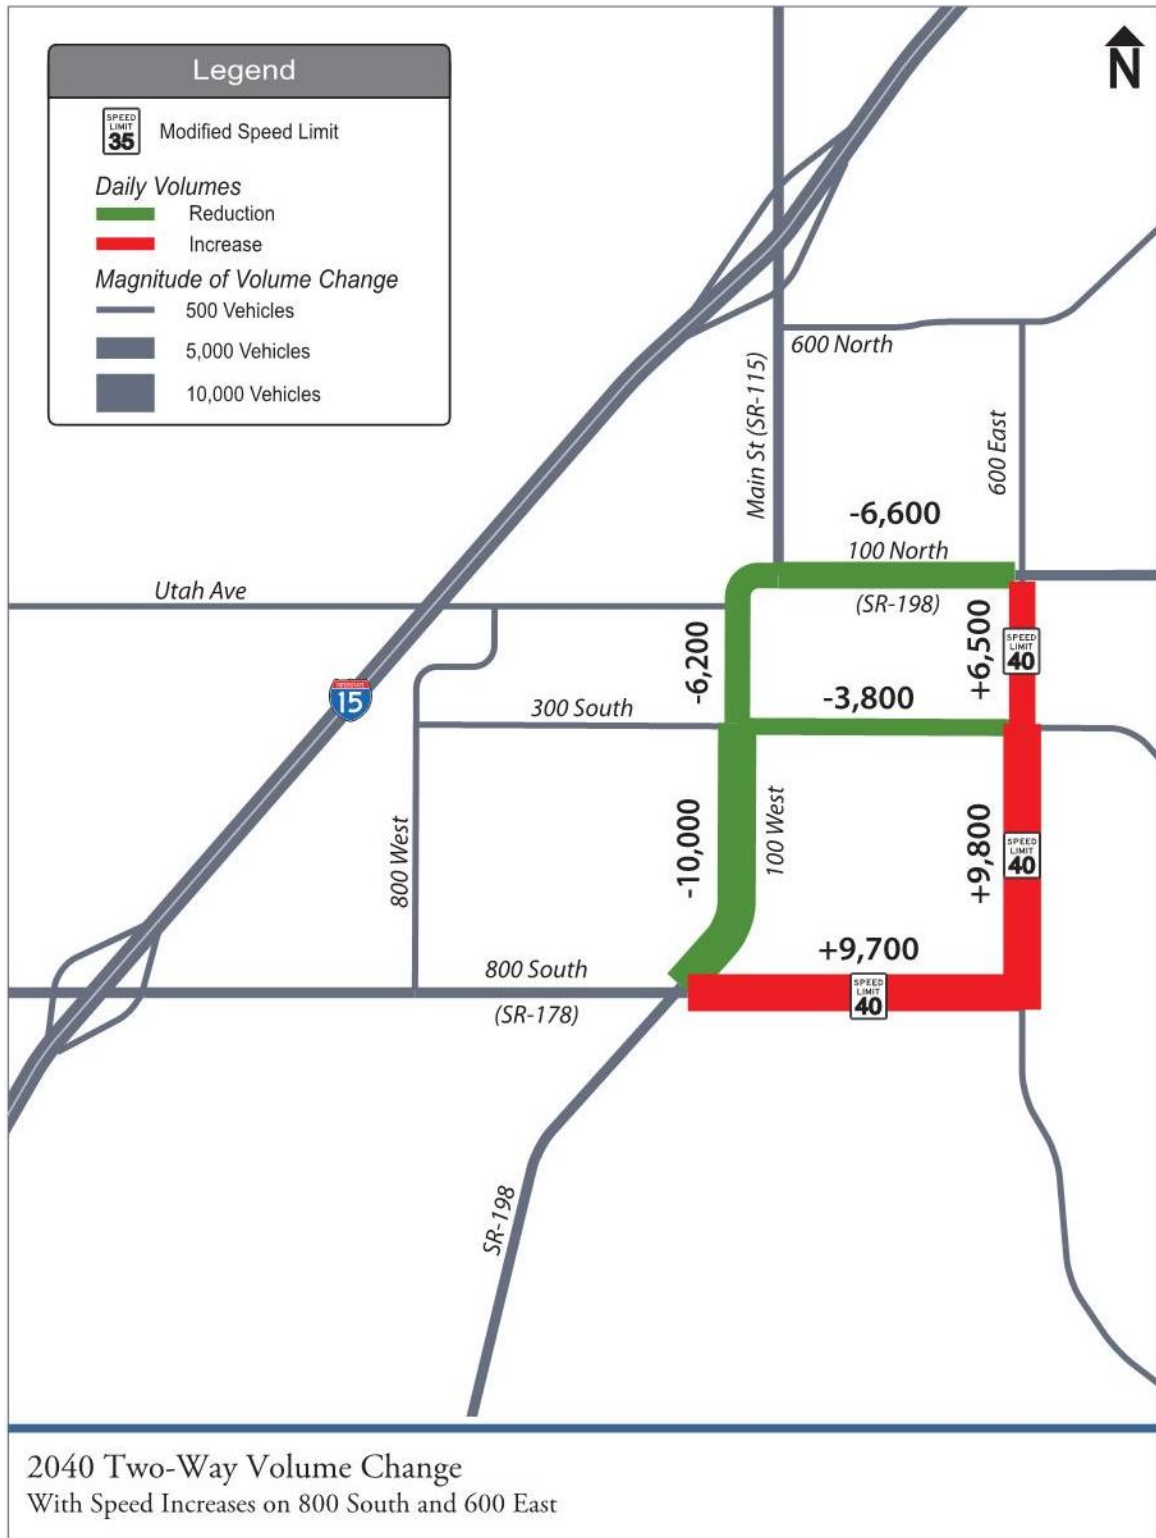 Legend
SPEED
LIMIT
35
Modified Speed Limit
Daily Volumes
Reduction
Increase
Magnitude of Volume Change
500 Vehicles
5,000 Vehicles
10,000 Vehicles
N
600 North
Main St (SR-115)
600 East
-6,600
100 North
(SR-198)
Utah Ave
-6,200
+6,500
SPEED
LIMIT
40
INTERSTATE
15
300 South
-3,800
800 West
-10,000
100 West
+9,800
SPEED
LIMIT
40
+9,700
800 South
(SR-178)
SPEED
LIMIT
40
SR-198
2040 Two-Way Volume Change
With Speed Increases on 800 South and 600 East